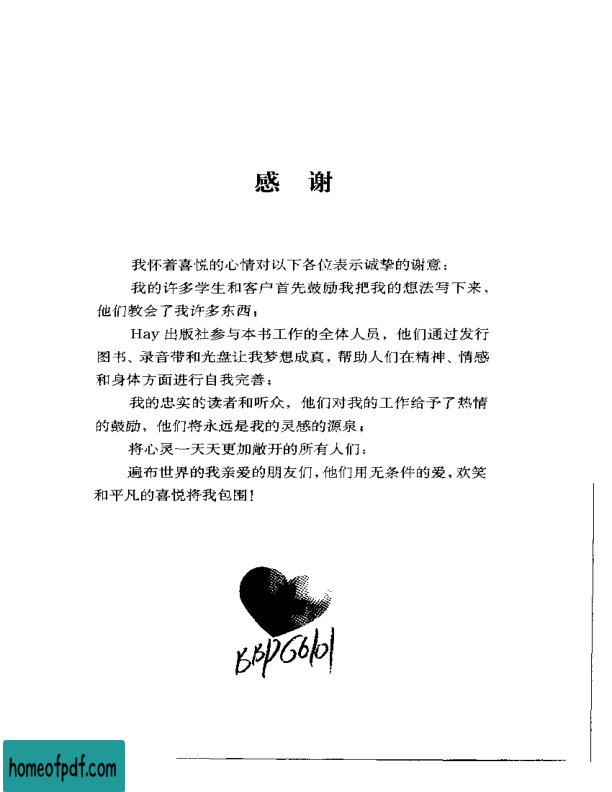 感 谢
我怀着喜悦的心情对以下各位表示诚挚的谢意：
我的许多学生和客户首先鼓励我把我的想法写下来，
他们教会了我许多东西；
Hay 出版社参与本书工作的全体人员，他们通过发行
图书、录音带和光盘让我梦想成真，帮助人们在精神、情感
和身体方面进行自我完善；
我的忠实的读者和听众，他们对我的工作给予了热情
的鼓励，他们将永远是我的灵感的源泉；
将心灵一天天更加敞开的所有人们；
遍布世界的我亲爱的朋友们，他们用无条件的爱，欢笑
和平凡的喜悦将我包围！
homeofpdf.com